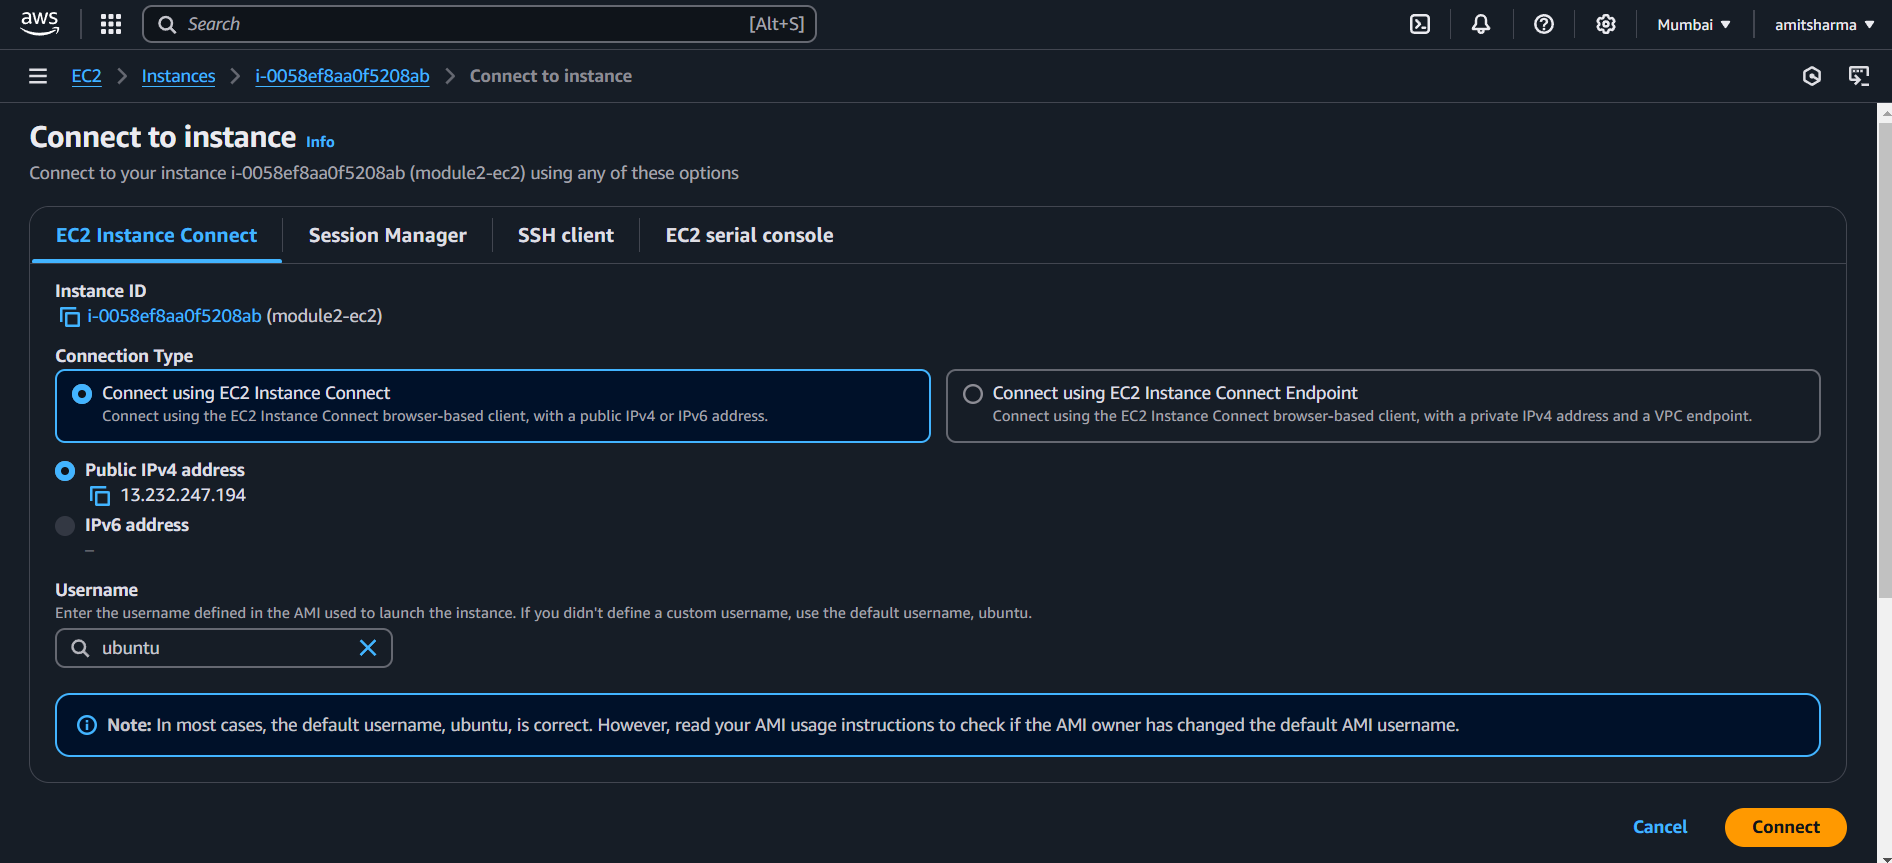 aws
Search [Alt+S]
Mumbai
amitsharma
EC2 Instances i-0058ef8aa0f5208ab Connect to instance
Connect to instance Info
Connect to your instance i-0058ef8aa0f5208ab (module2-ec2) using any of these options
EC2 Instance Connect Session Manager SSH client EC2 serial console
Instance ID
i-0058ef8aa0f5208ab (module2-ec2)
Connection Type
Connect using EC2 Instance Connect
Connect using the EC2 Instance Connect browser-based client, with a public IPv4 or IPv6 address.
Connect using EC2 Instance Connect Endpoint
Connect using the EC2 Instance Connect browser-based client, with a private IPv4 address and a VPC endpoint.
Public IPv4 address
13.232.247.194
IPv6 address
–
Username
Enter the username defined in the AMI used to launch the instance. If you didn't define a custom username, use the default username, ubuntu.
ubuntu
Note: In most cases, the default username, ubuntu, is correct. However, read your AMI usage instructions to check if the AMI owner has changed the default AMI username.
Cancel Connect